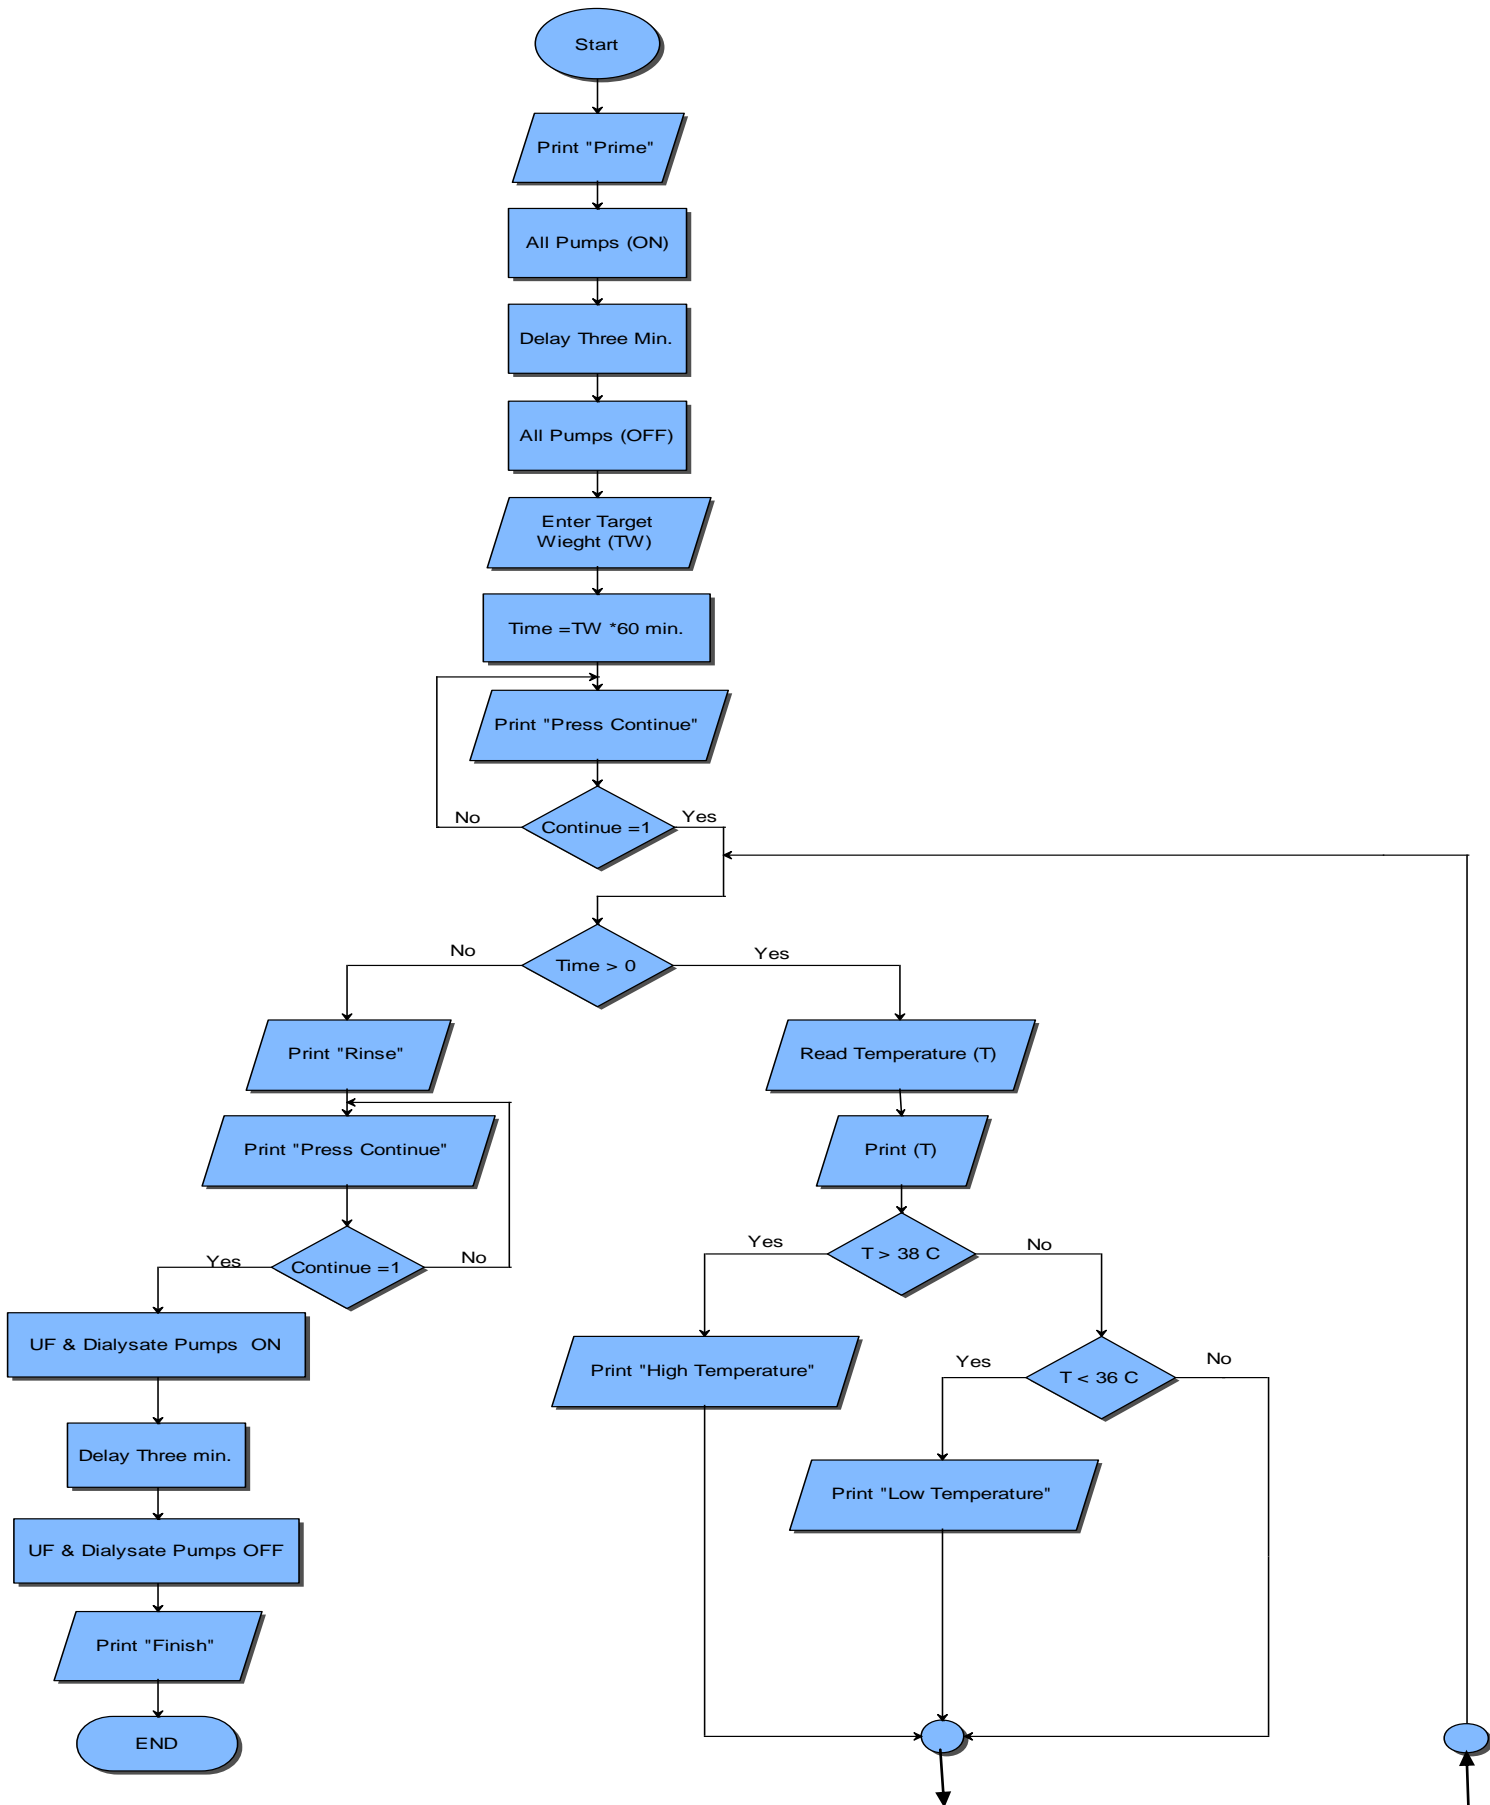 Start
Print "Prime"
All Pumps (ON)
Delay Three Min.
All Pumps (OFF)
Enter Target
Wieght (TW)
Time =TW *60 min.
Print "Press Continue"
No
Continue =1
Yes
No
Time > 0
Yes
Print "Rinse"
Read Temperature (T)
Print "Press Continue"
Print (T)
Yes
Continue =1
No
Yes
T > 38 C
No
UF & Dialysate Pumps  ON
Print "High Temperature"
Yes
T < 36 C
No
Delay Three min.
Print "Low Temperature"
UF & Dialysate Pumps OFF
Print "Finish"
END